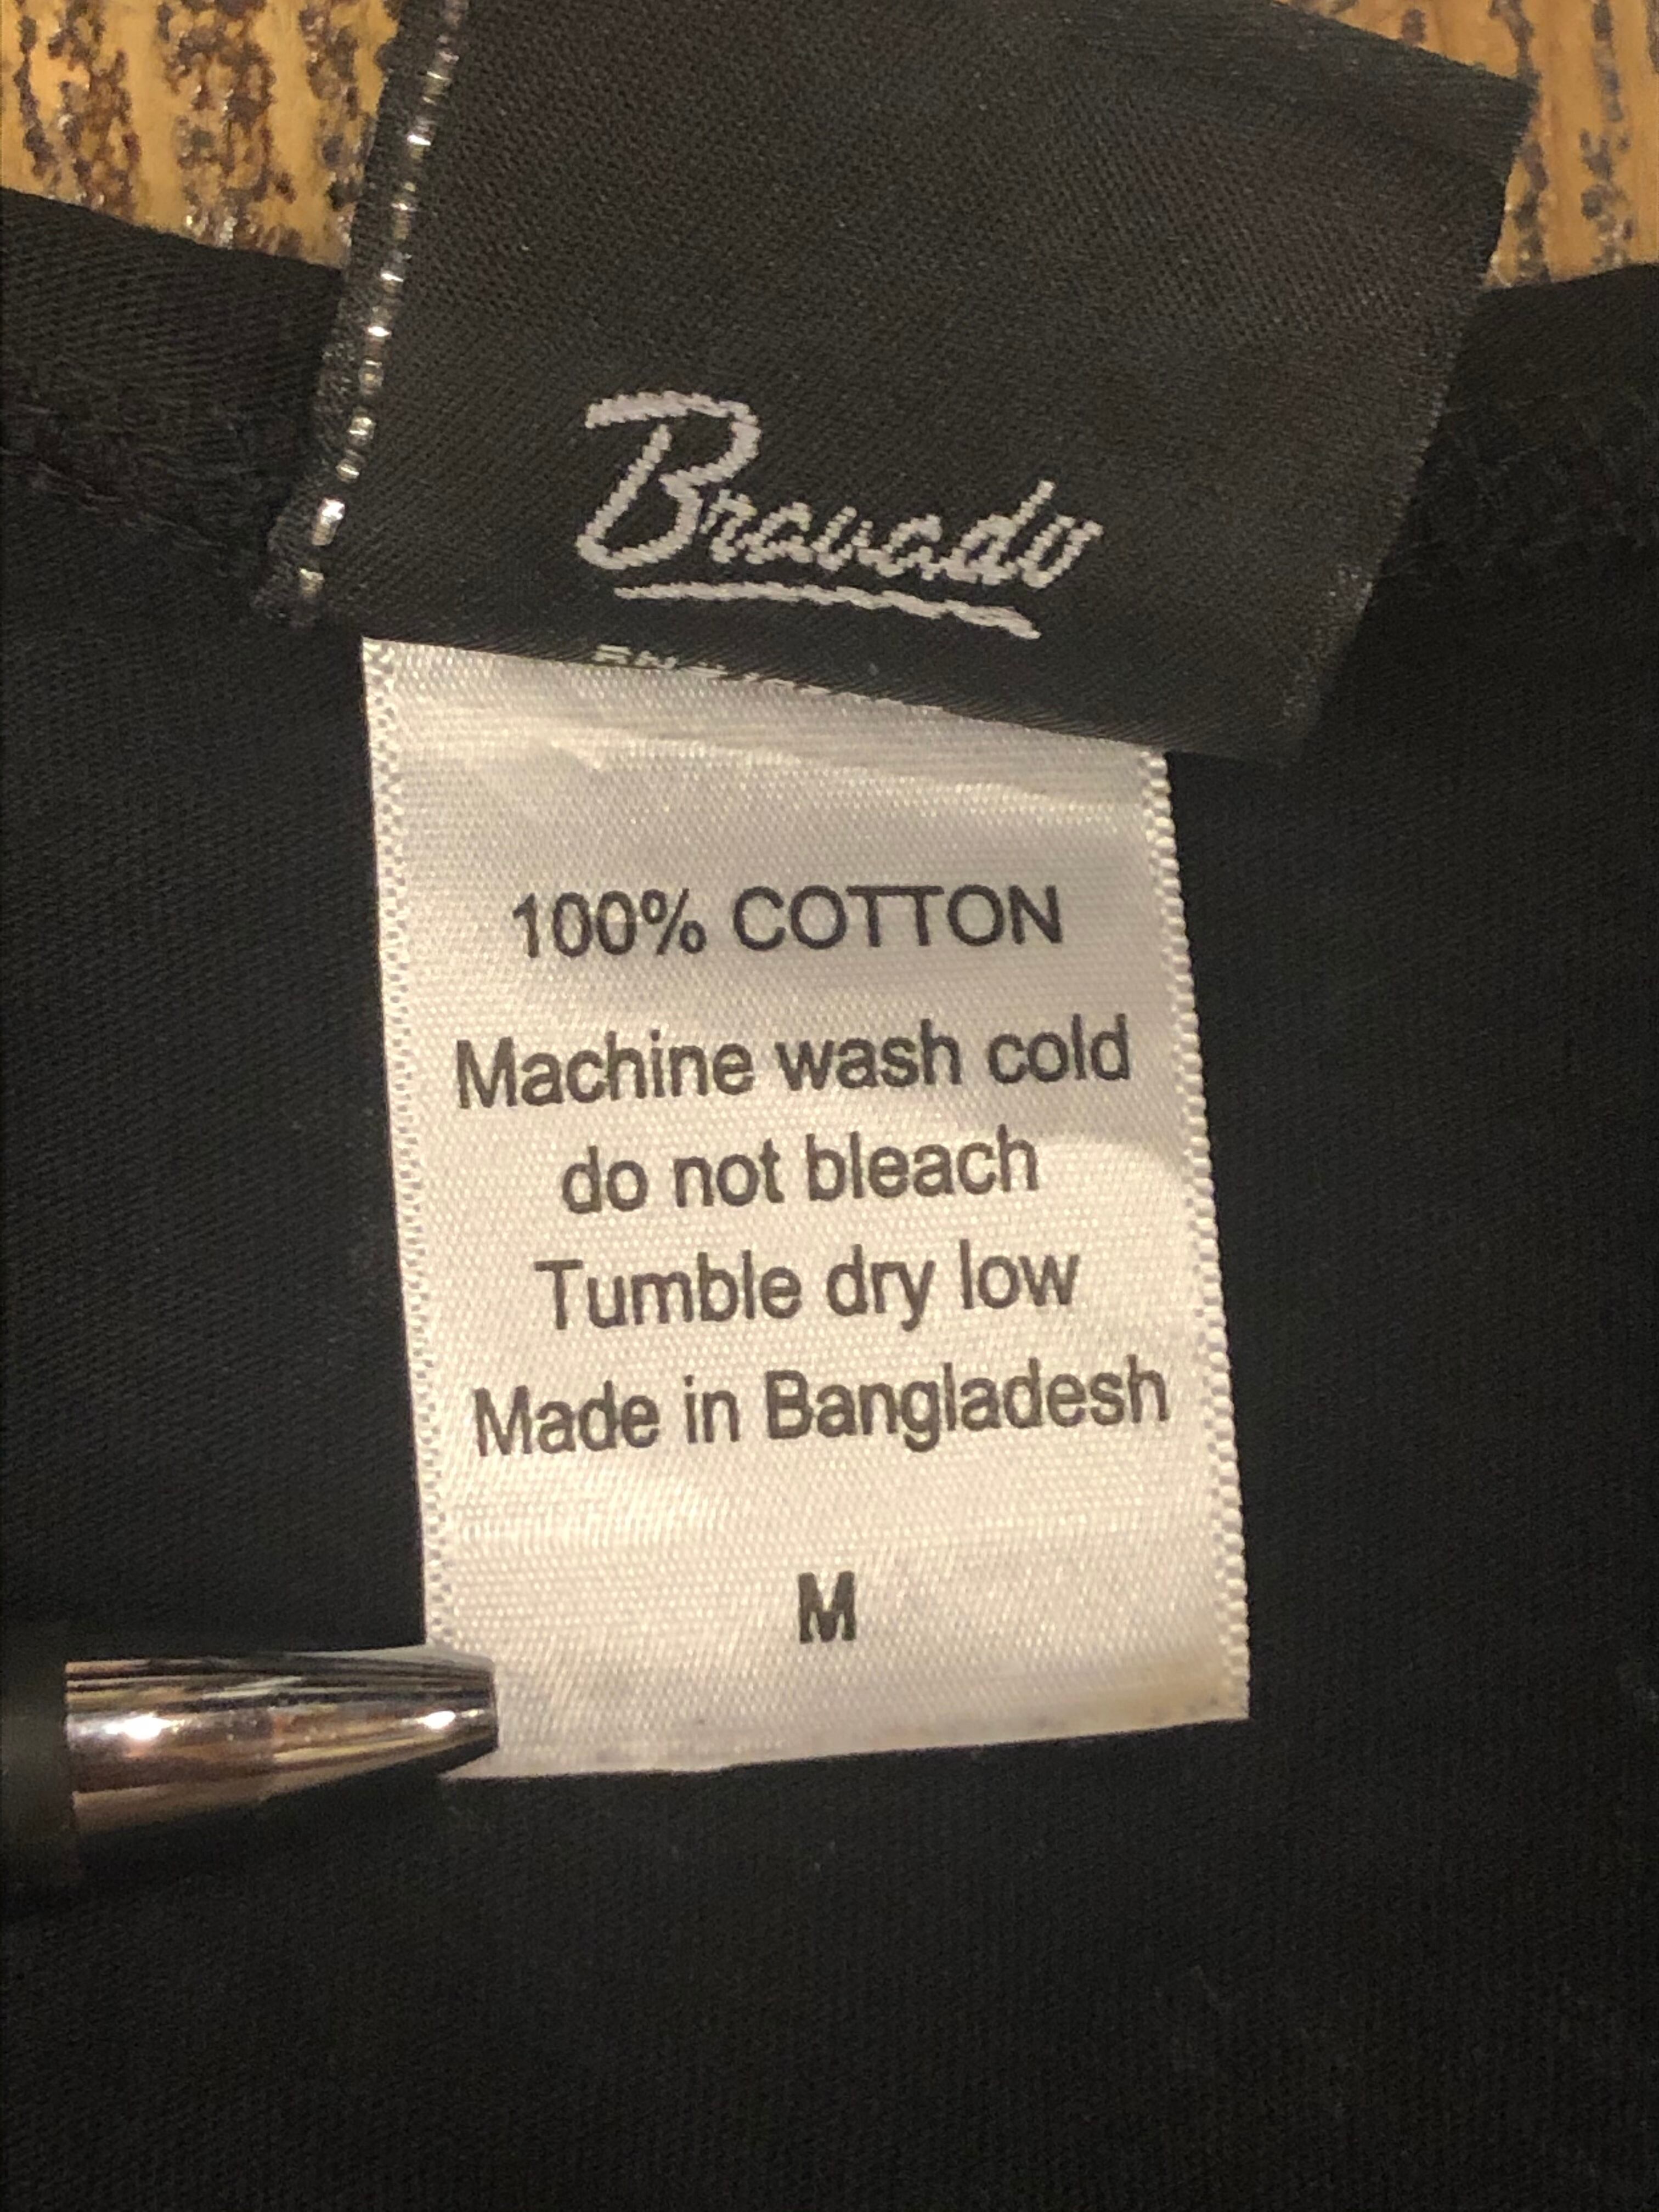 Bravado
100% COTTON
Machine wash cold
do not bleach
Tumble dry low
Made in Bangladesh
M